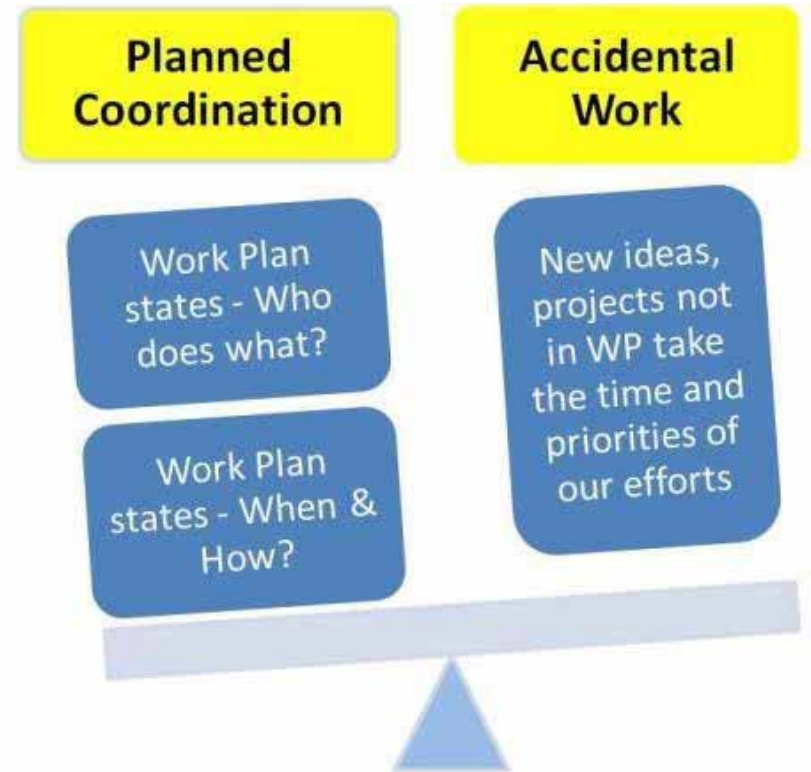 Planned
Coordination
Accidental
Work
Work Plan
states - Who
does what?
Work Plan
states - When &
How?
New ideas,
projects not
in WP take
the time and
priorities of
our efforts